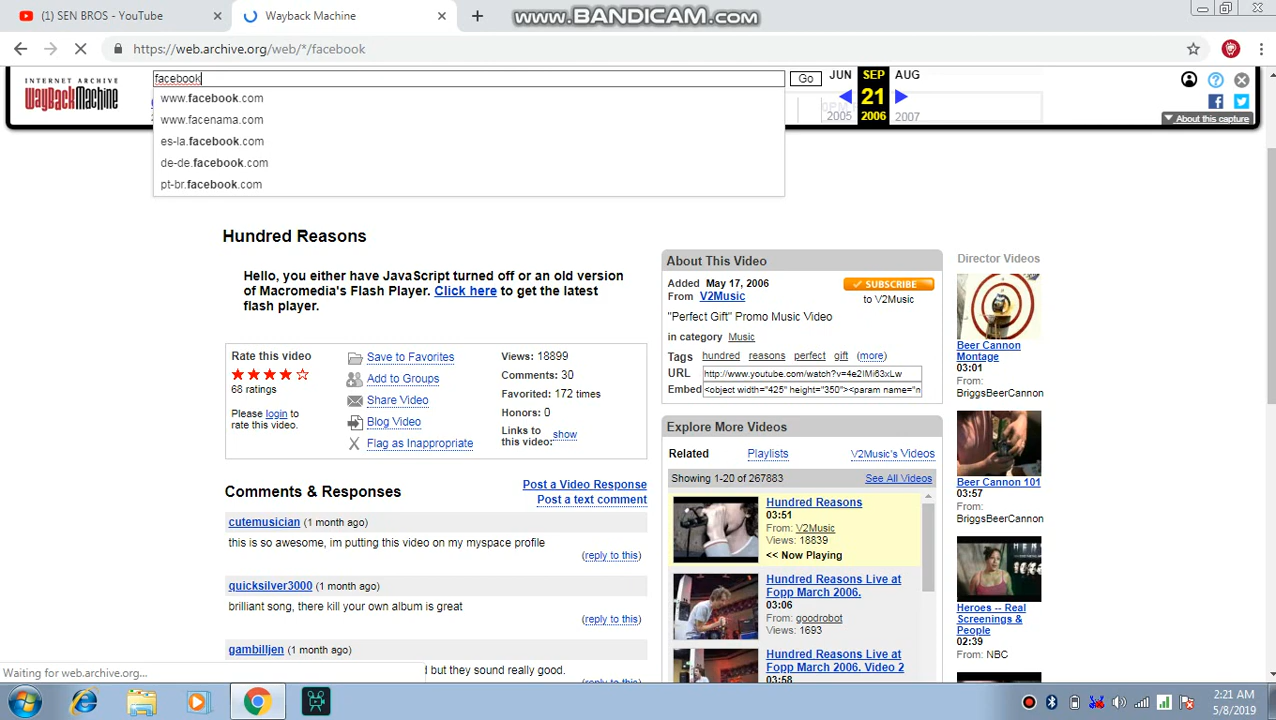 (1) SEN BROS - YouTube
Wayback Machine
www.BANDICAM.com
https://web.archive.org/web/*/facebook
INTERNET ARCHIVE
WayBackMachine
facebook
Go
JUN
SEP
AUG
21
2005
2006
2007
About this capture
www.facebook.com
www.facenama.com
es-la.facebook.com
de-de.facebook.com
pt-br.facebook.com
Hundred Reasons
Hello, you either have JavaScript turned off or an old version
of Macromedia's Flash Player. Click here to get the latest
flash player.
Rate this video
68 ratings
Please login to
rate this video.
Save to Favorites
Add to Groups
Share Video
Blog Video
Flag as Inappropriate
Views: 18899
Comments: 30
Favorited: 172 times
Honors: 0
Links to
this video: show
Post a Video Response
Comments & Responses
Post a text comment
cutemusician (1 month ago)
this is so awesome, im putting this video on my myspace profile
(reply to this)
quicksilver3000 (1 month ago)
brilliant song, there kill your own album is great
(reply to this)
gambilljen (1 month ago)
d but they sound really good.
About This Video
Added May 17, 2006
From V2Music
SUBSCRIBE
to V2Music
"Perfect Gift" Promo Music Video
in category Music
Tags hundred reasons perfect gift (more)
URL http://www.youtube.com/watch?v=4e2IMi63xLw
Embed <object width="425" height="350"><param name="n
Explore More Videos
Related Playlists V2Music's Videos
Showing 1-20 of 267883 See All Videos
Hundred Reasons
03:51
From: V2Music
Views: 18839
<< Now Playing
Hundred Reasons Live at
Fopp March 2006.
03:06
From: goodrobot
Views: 1693
Hundred Reasons Live at
Fopp March 2006. Video 2
03:58
Director Videos
Beer Cannon
Montage
03:01
From:
BriggsBeerCannon
Beer Cannon 101
03:57
From:
BriggsBeerCannon
Heroes -- Real
Screenings &
People
02:39
From: NBC
Waiting for web.archive.org...
2:21 AM
5/8/2019